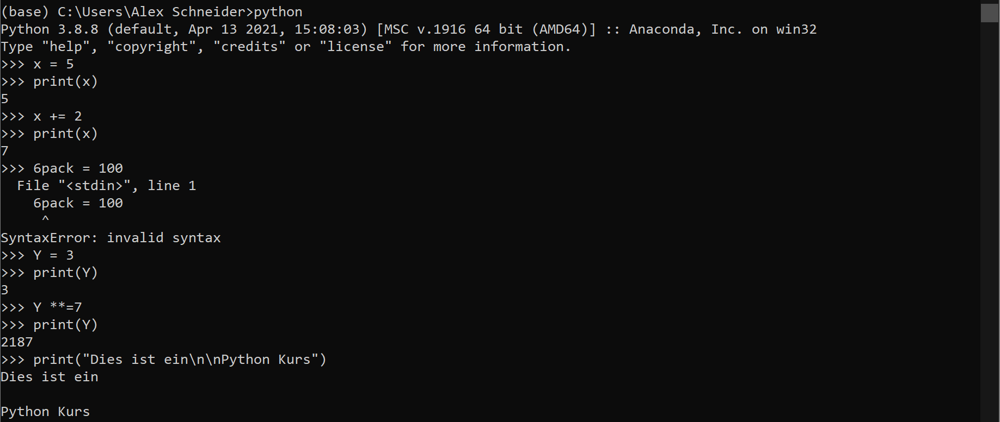 (base) C:\Users\Alex Schneider>python
Python 3.8.8 (default, Apr 13 2021, 15:08:03) [MSC v.1916 64 bit (AMD64)] :: Anaconda, Inc. on win32
Type "help", "copyright", "credits" or "license" for more information.
>>> x = 5
>>> print(x)
5
>>> x += 2
>>> print(x)
7
>>> 6pack = 100
  File "<stdin>", line 1
    6pack = 100
     ^
SyntaxError: invalid syntax
>>> Y = 3
>>> print(Y)
3
>>> Y **=7
>>> print(Y)
2187
>>> print("Dies ist ein\n\nPython Kurs")
Dies ist ein

Python Kurs